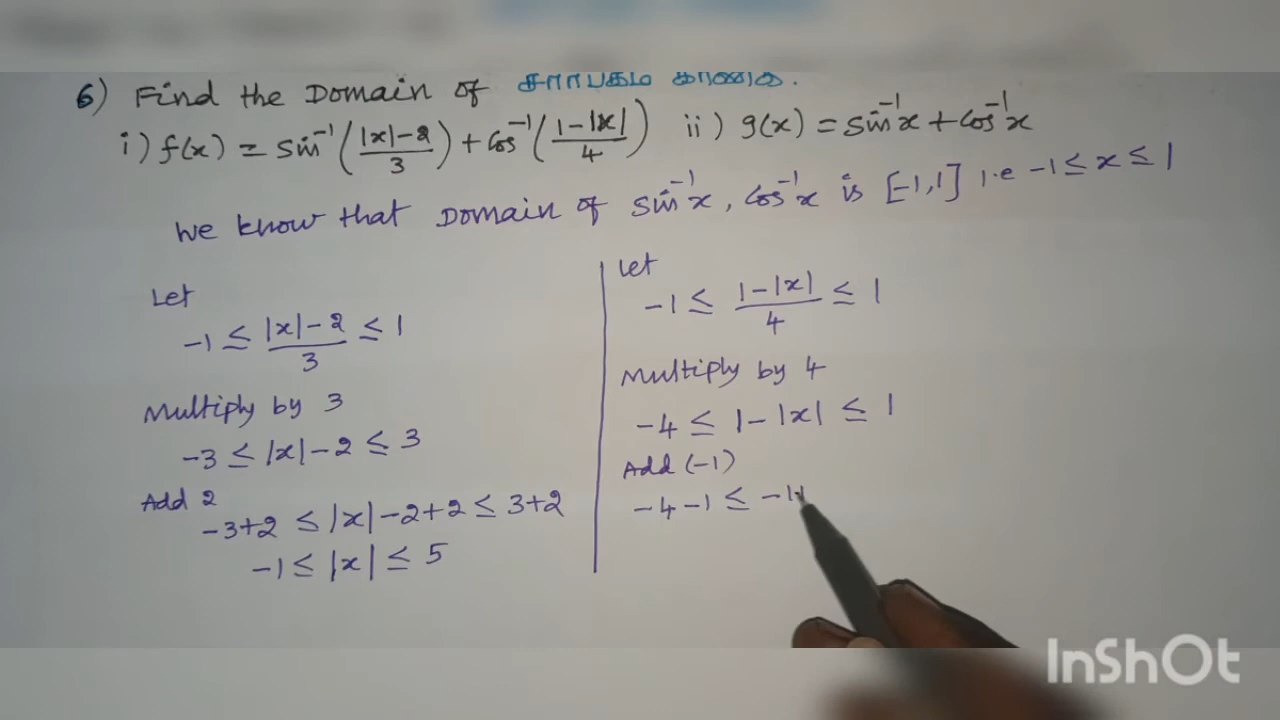 6) Find the Domain of சார்பகம் காண்க.
i) f(x) = sin⁻¹(|x|-2/3) + cos⁻¹(1-|x|/4) ii) g(x) = sin⁻¹x + cos⁻¹x
We know that Domain of sin⁻¹x, cos⁻¹x is [-1,1] i.e -1 ≤ x ≤ 1
Let
-1 ≤ |x|-2/3 ≤ 1
Multiply by 3
-3 ≤ |x|-2 ≤ 3
Add 2
-3+2 ≤ |x|-2+2 ≤ 3+2
-1 ≤ |x| ≤ 5
Let
-1 ≤ 1-|x|/4 ≤ 1
Multiply by 4
-4 ≤ 1-|x| ≤ 1
Add (-1)
-4-1 ≤ -1
InShOt